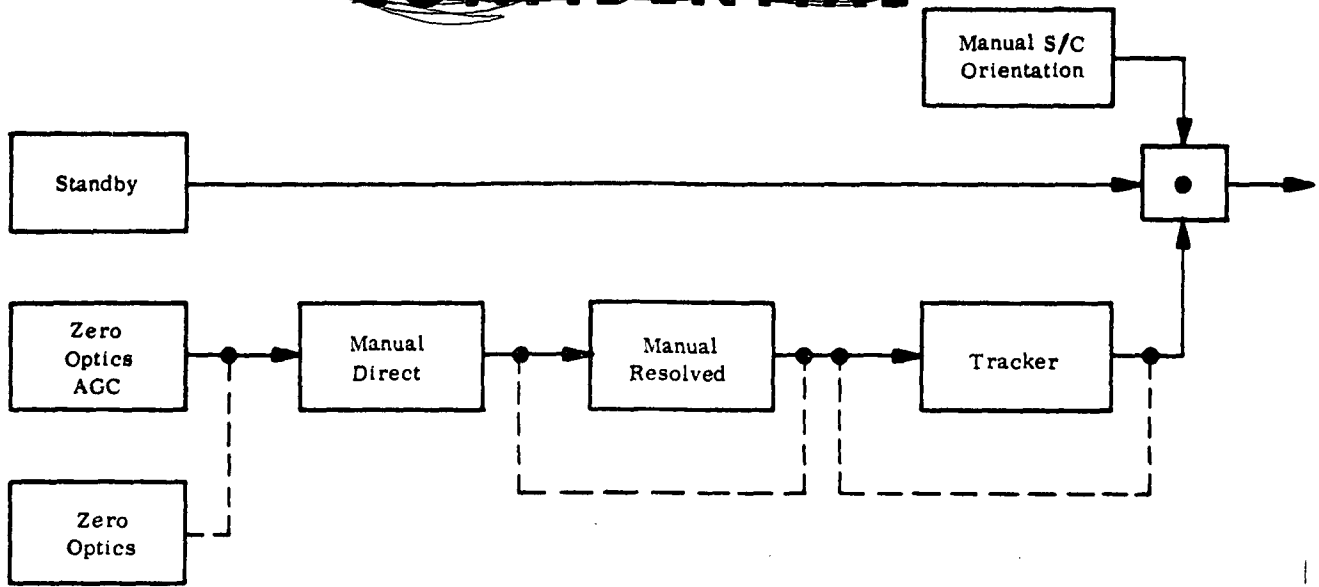 Manual S/C
Orientation
Standby
Zero
Optics
AGC
Manual
Direct
Manual
Resolved
Tracker
Zero
Optics